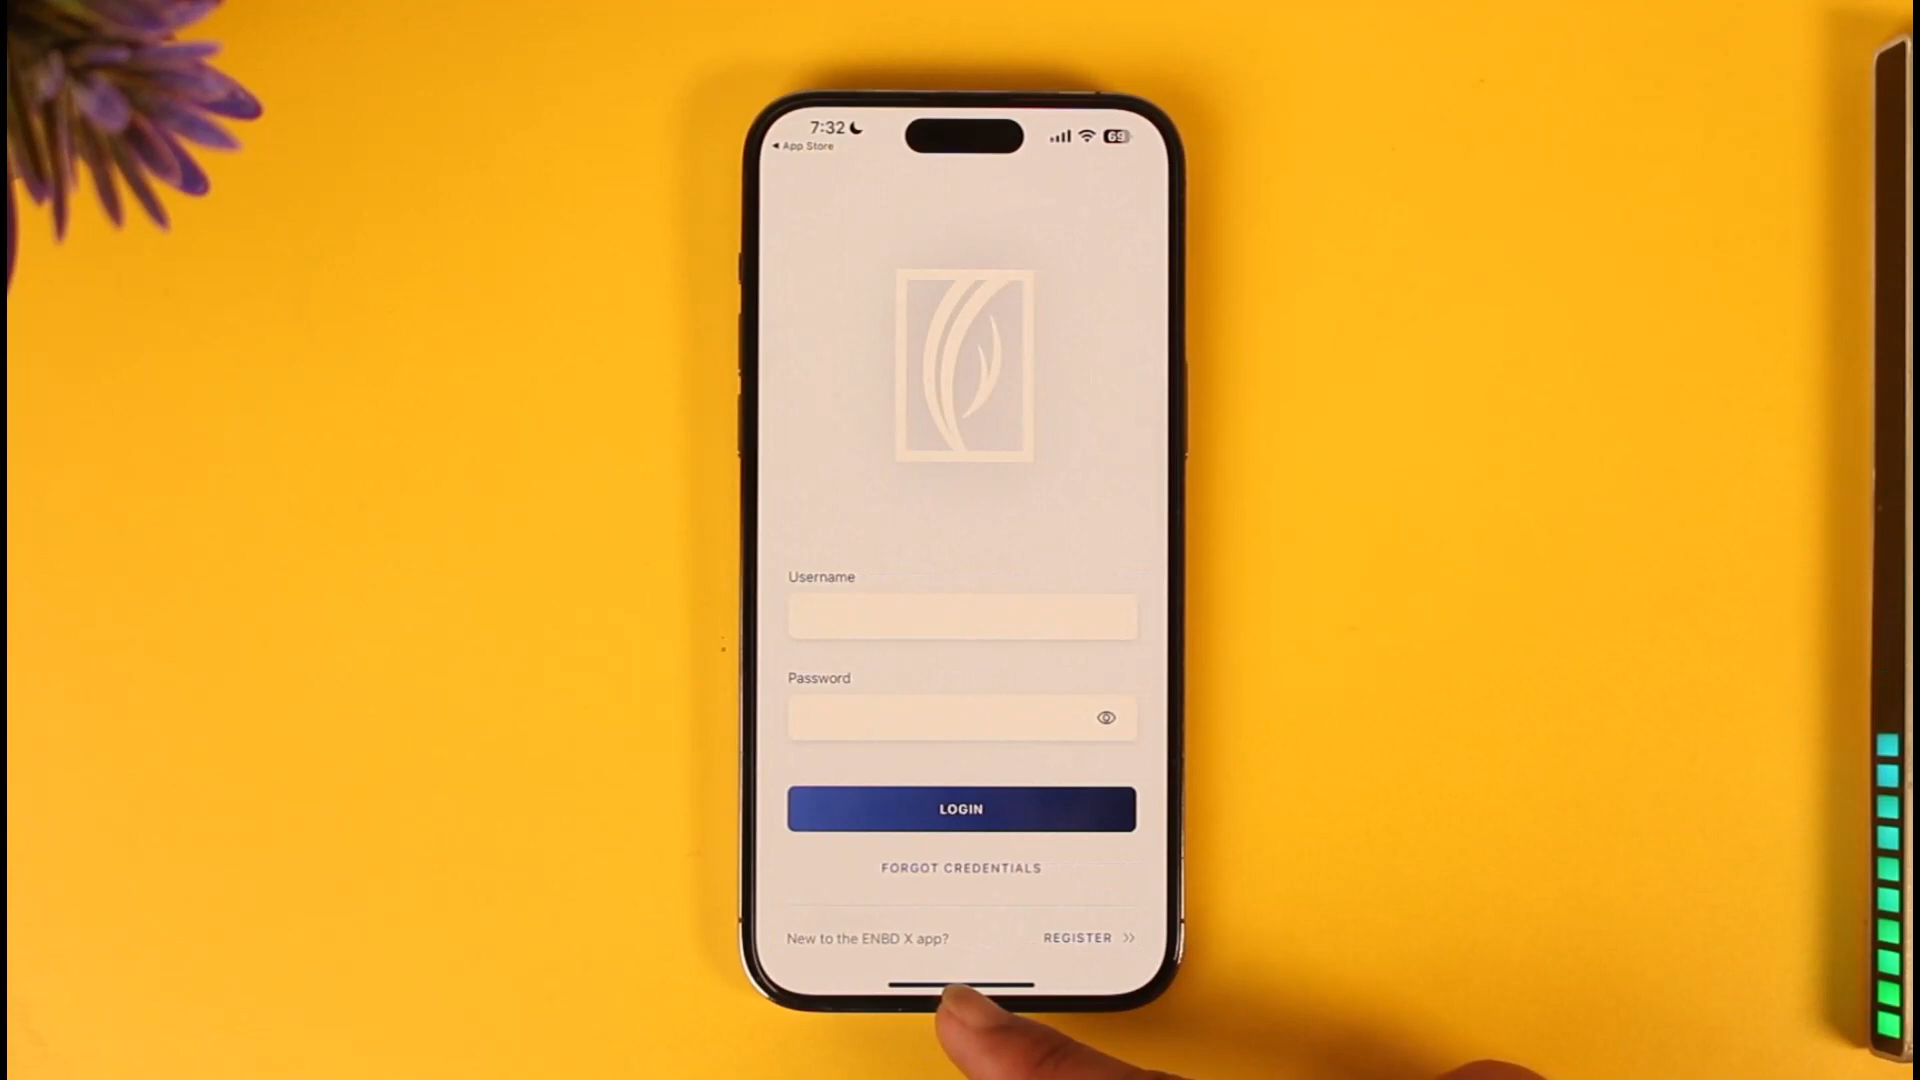 7:32
◀ App Store
69
Username
Password
LOGIN
FORGOT CREDENTIALS
New to the ENBD X app?
REGISTER >>